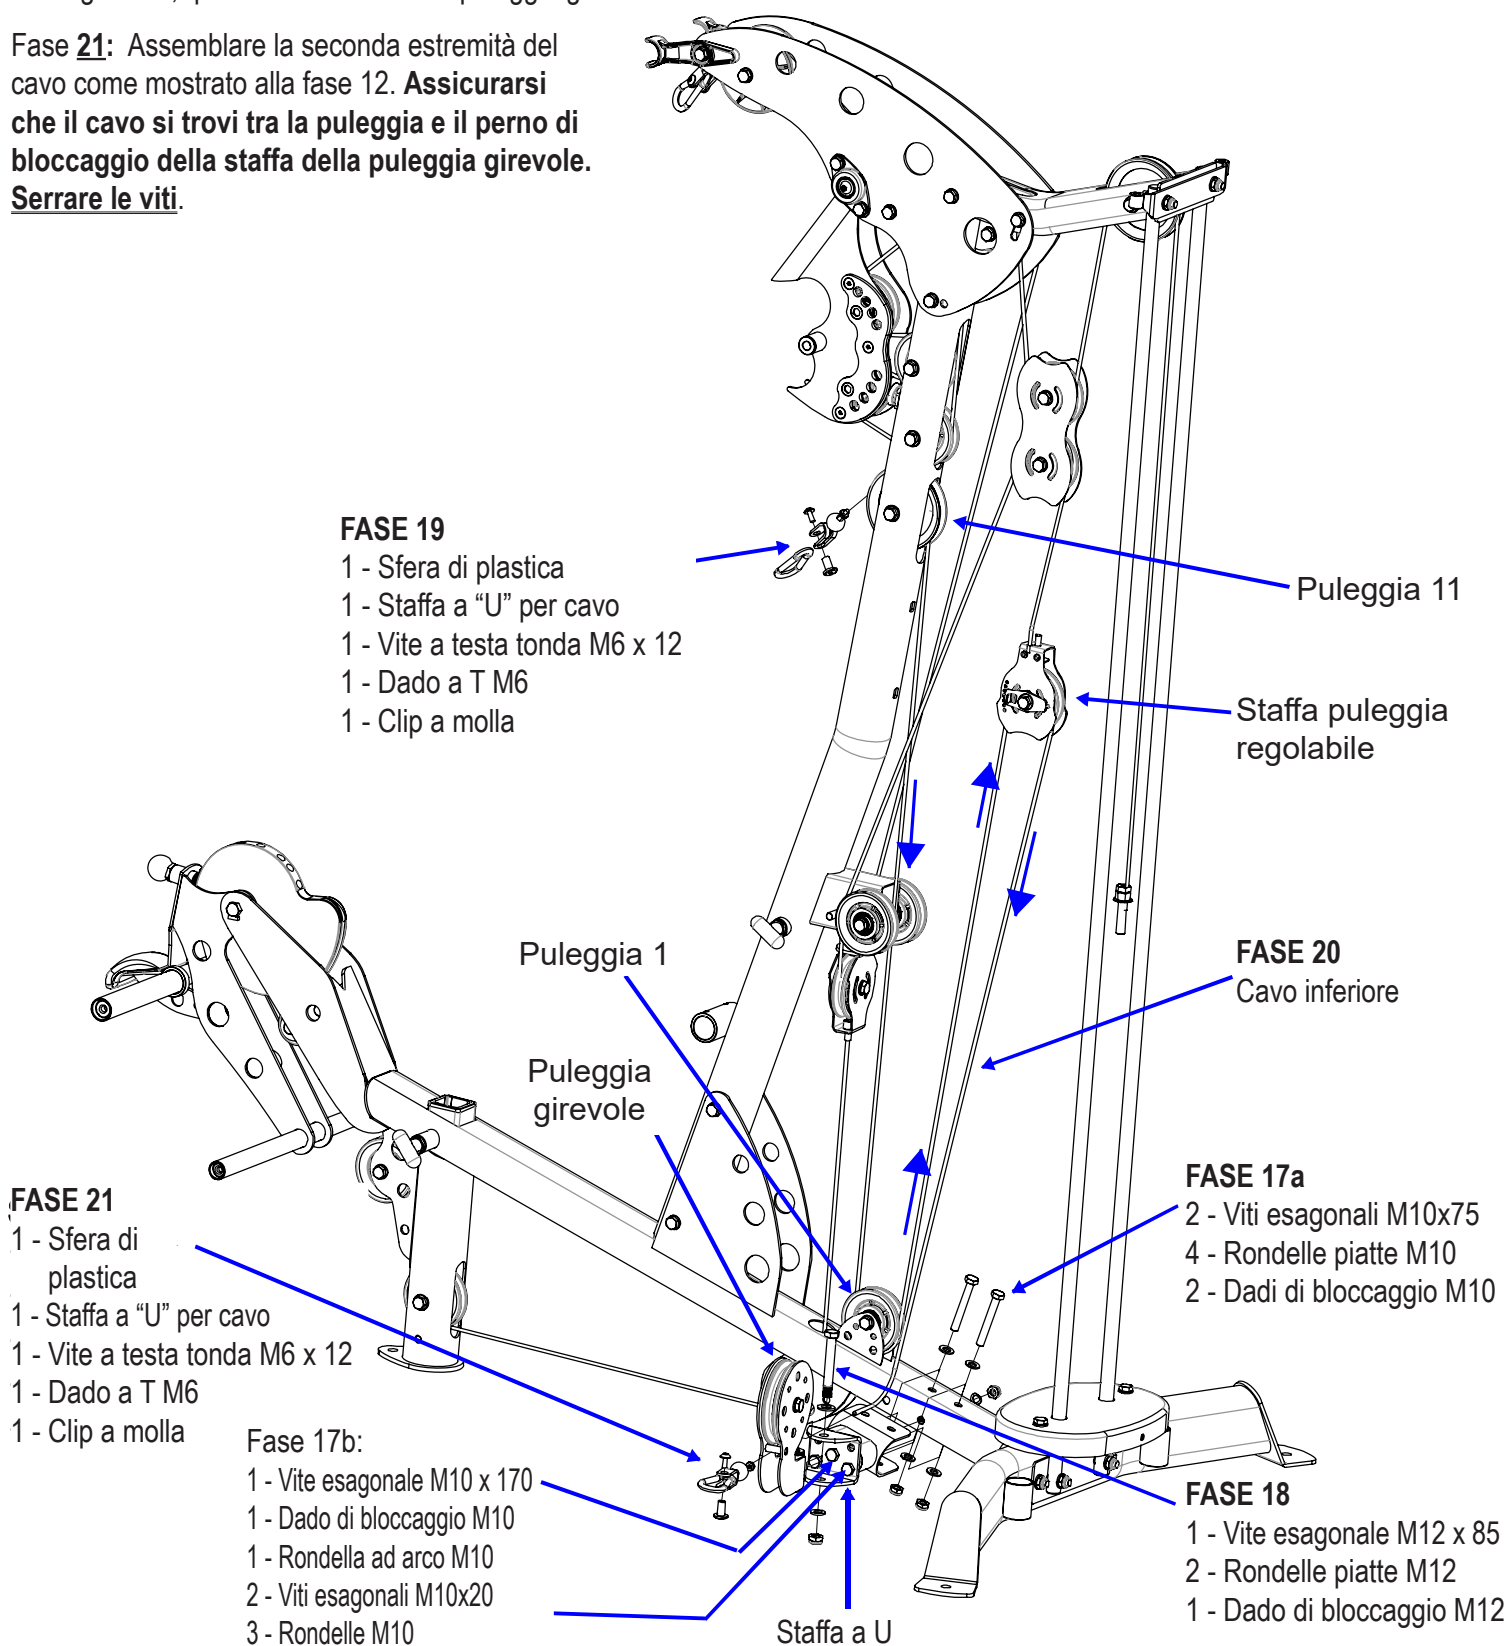 Fase 21: Assemblare la seconda estremità del
cavo come mostrato alla fase 12. Assicurarsi
che il cavo si trovi tra la puleggia e il perno di
bloccaggio della staffa della puleggia girevole.
Serrare le viti.
FASE 19
1 - Sfera di plastica
1 - Staffa a “U” per cavo
1 - Vite a testa tonda M6 x 12
1 - Dado a T M6
1 - Clip a molla
Puleggia 11
Staffa puleggia
regolabile
Puleggia 1
FASE 20
Cavo inferiore
Puleggia
girevole
FASE 17a
2 - Viti esagonali M10x75
4 - Rondelle piatte M10
2 - Dadi di bloccaggio M10
FASE 21
1 - Sfera di
plastica
1 - Staffa a “U” per cavo
1 - Vite a testa tonda M6 x 12
1 - Dado a T M6
1 - Clip a molla
Fase 17b:
1 - Vite esagonale M10 x 170
1 - Dado di bloccaggio M10
1 - Rondella ad arco M10
2 - Viti esagonali M10x20
3 - Rondelle M10
Staffa a U
FASE 18
1 - Vite esagonale M12 x 85
2 - Rondelle piatte M12
1 - Dado di bloccaggio M12